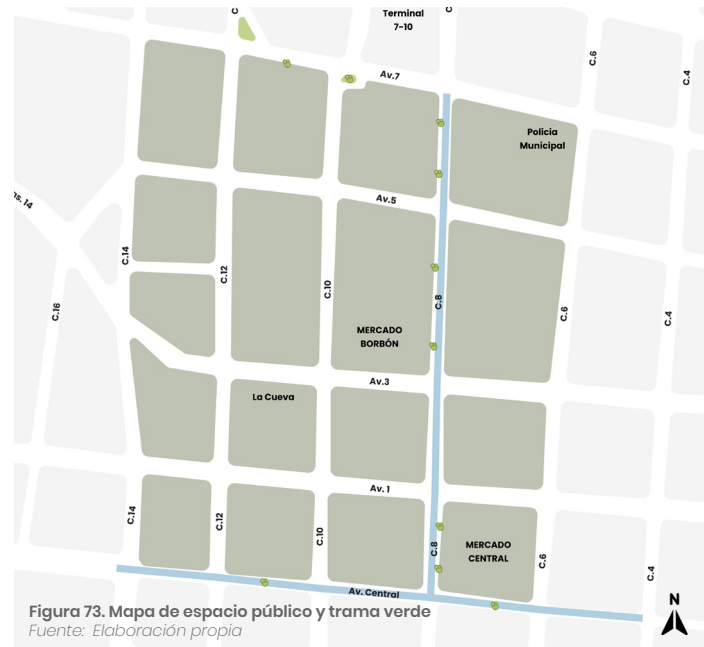 Terminal
7-10
C
C
C.6
C.4
Av.7
Policía
Municipal
Av.5
ns. 14
C.14
C.12
C.10
C.8
C.6
C.4
C.16
MERCADO
BORBÓN
Av.3
La Cueva
Av. 1
C.14
C.12
C.10
C.8
MERCADO
CENTRAL
C.6
C.4
Av. Central
N
Figura 73. Mapa de espacio público y trama verde
Fuente: Elaboración propia